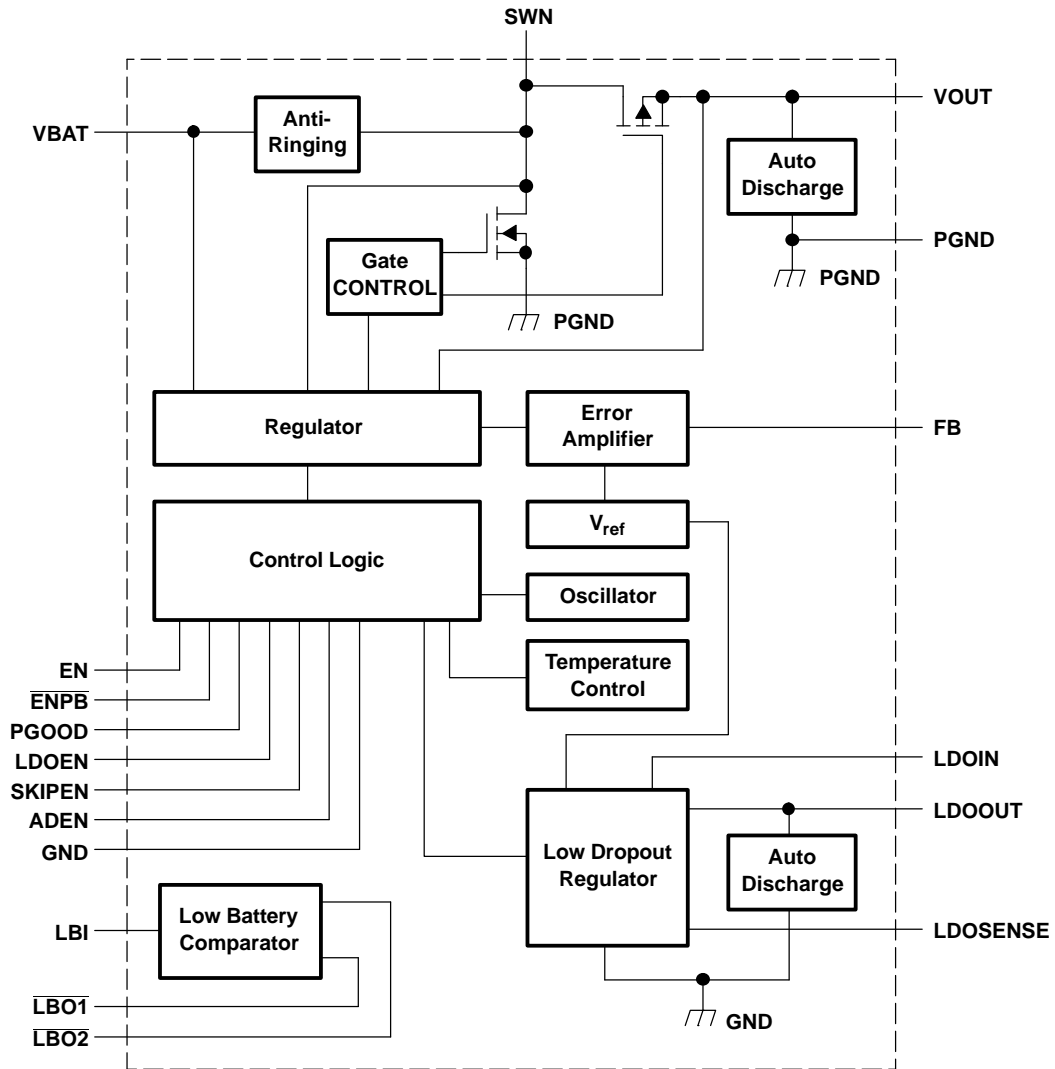 SWN
VBAT
Anti-
Ringing
VOUT
Auto
Discharge
PGND
PGND
Gate
CONTROL
PGND
Regulator
Error
Amplifier
FB
Vref
Control Logic
Oscillator
Temperature
Control
EN
ENPB
PGOOD
LDOEN
SKIPEN
ADEN
GND
LDOIN
LDOOUT
Low Dropout
Regulator
Auto
Discharge
LDOSENSE
GND
LBI
Low Battery
Comparator
LBO1
LBO2